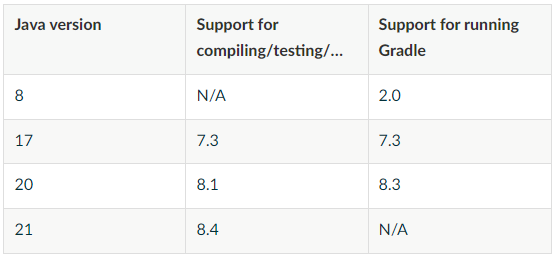 Java version
Support for
compiling/testing/...
Support for running
Gradle
8
N/A
2.0
17
7.3
7.3
20
8.1
8.3
21
8.4
N/A